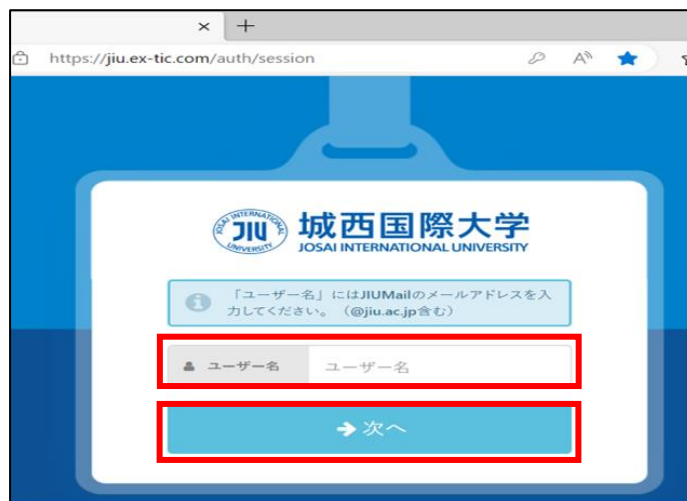 https://jiu.ex-tic.com/auth/session
JOSAI INTERNATIONAL
JIU
UNIVERSITY
城西国際大学
JOSAI INTERNATIONAL UNIVERSITY
「ユーザー名」にはJIUMailのメールアドレスを入
力してください。（@jiu.ac.jp含む）
ユーザー名 ユーザー名
次へ